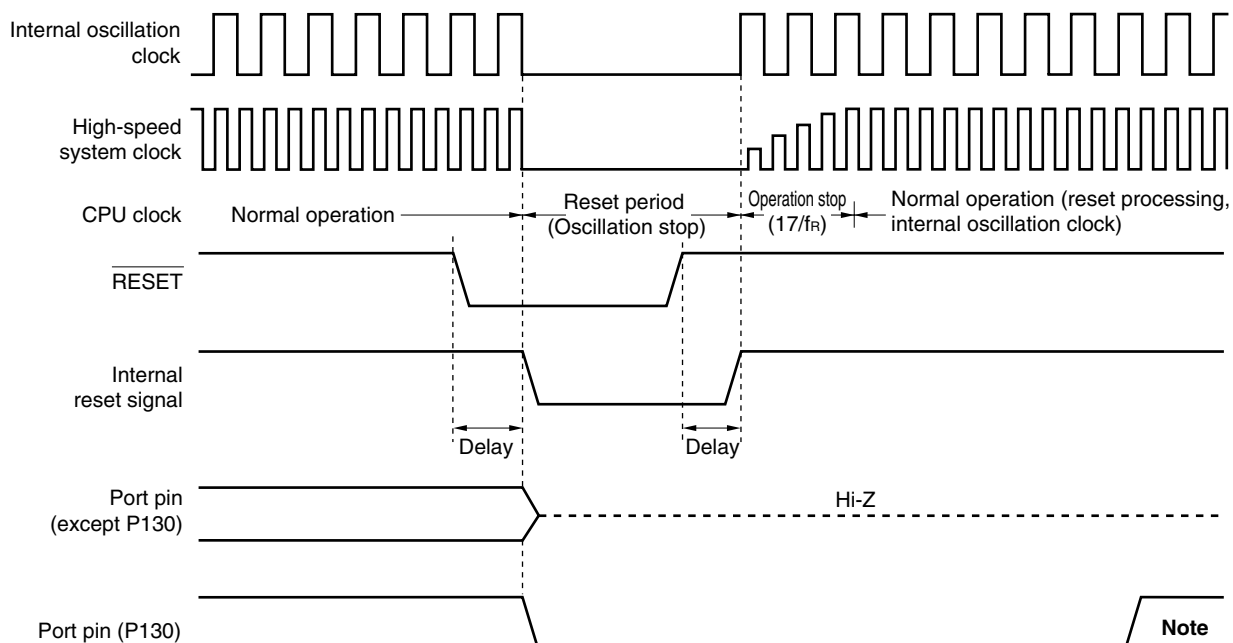 Internal oscillation
clock
High-speed
system clock
CPU clock
Normal operation
Reset period
(Oscillation stop)
Operation stop
(17/fR)
Normal operation (reset processing,
internal oscillation clock)
RESET
Internal
reset signal
Delay
Delay
Port pin
(except P130)
Hi-Z
Port pin (P130)
Note